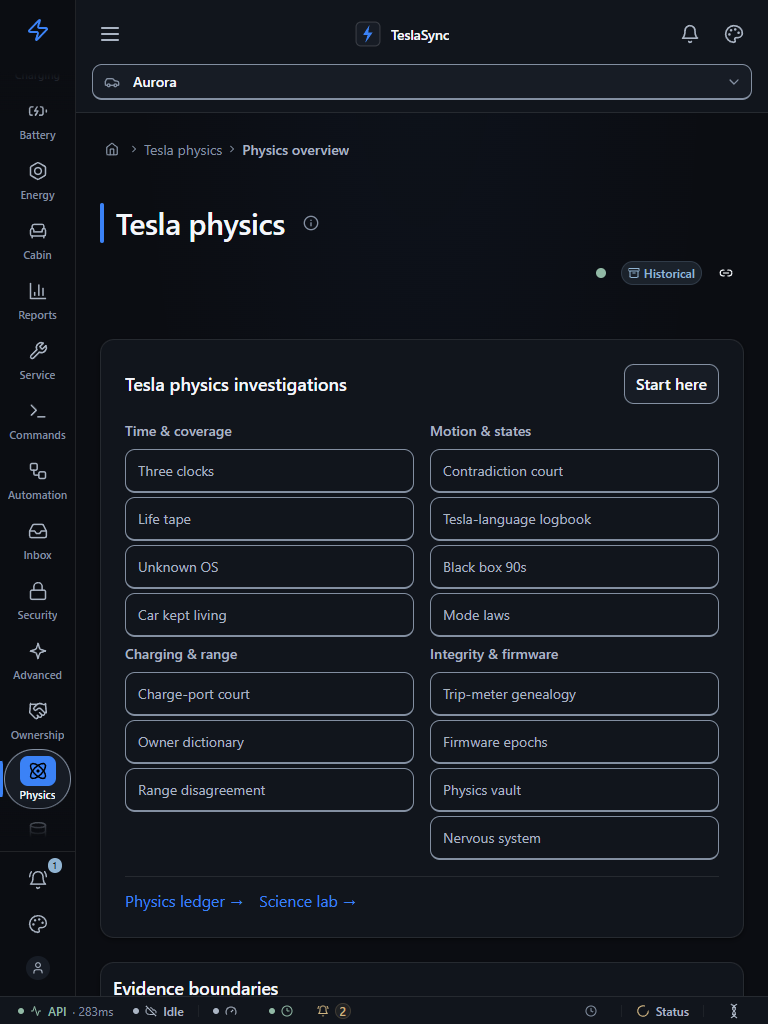 TeslaSync
Aurora
Battery
Energy
Cabin
Reports
Service
Commands
Automation
Inbox
Security
Advanced
Ownership
Physics
1
Tesla physics > Physics overview
Tesla physics
Historical
Tesla physics investigations
Start here
Time & coverage
Three clocks
Life tape
Unknown OS
Car kept living
Motion & states
Contradiction court
Tesla-language logbook
Black box 90s
Mode laws
Charging & range
Charge-port court
Owner dictionary
Range disagreement
Integrity & firmware
Trip-meter genealogy
Firmware epochs
Physics vault
Nervous system
Physics ledger → Science lab →
Evidence boundaries
API · 283ms Idle 2 Status